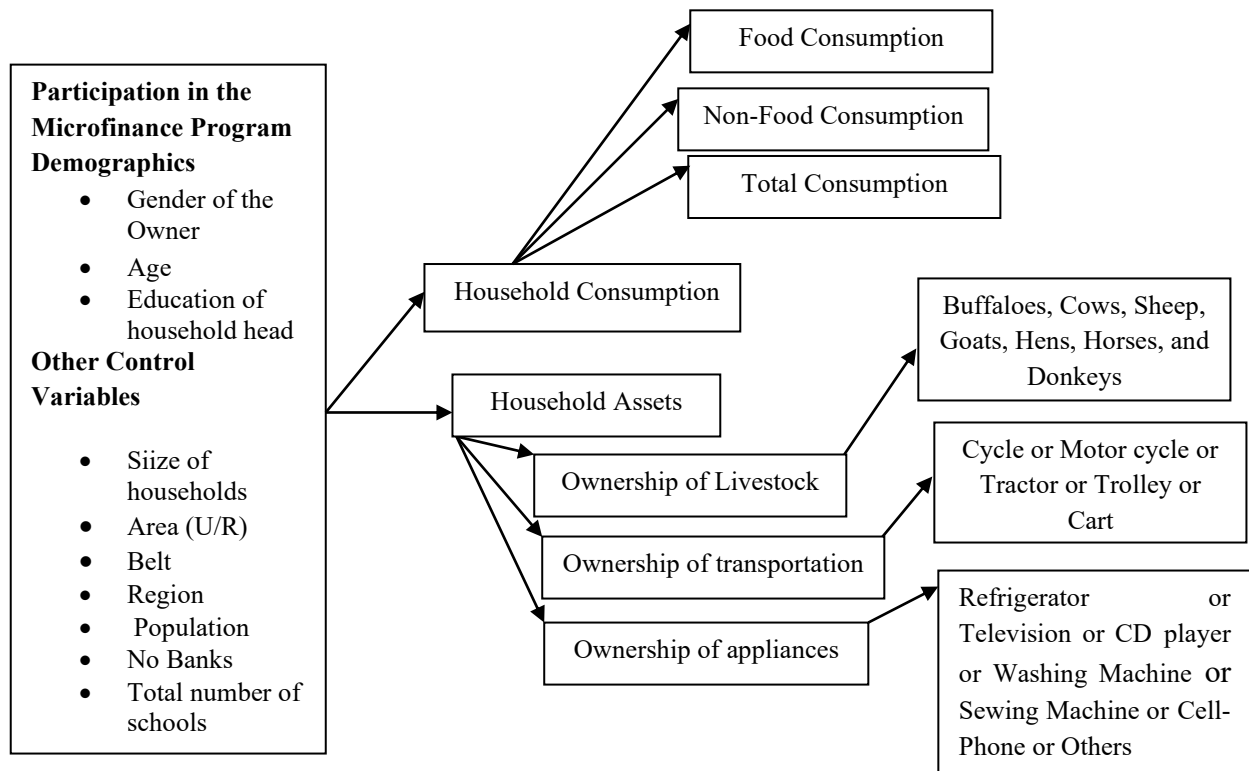 Participation in the
Microfinance Program
Demographics
• Gender of the
Owner
• Age
• Education of
household head
Other Control
Variables
• Siize of
households
• Area (U/R)
• Belt
• Region
• Population
• No Banks
• Total number of
schools
Household Consumption
Food Consumption
Non-Food Consumption
Total Consumption
Household Assets
Ownership of Livestock
Buffaloes, Cows, Sheep,
Goats, Hens, Horses, and
Donkeys
Ownership of transportation
Cycle or Motor cycle or
Tractor or Trolley or
Cart
Ownership of appliances
Refrigerator or
Television or CD player
or Washing Machine or
Sewing Machine or Cell-
Phone or Others